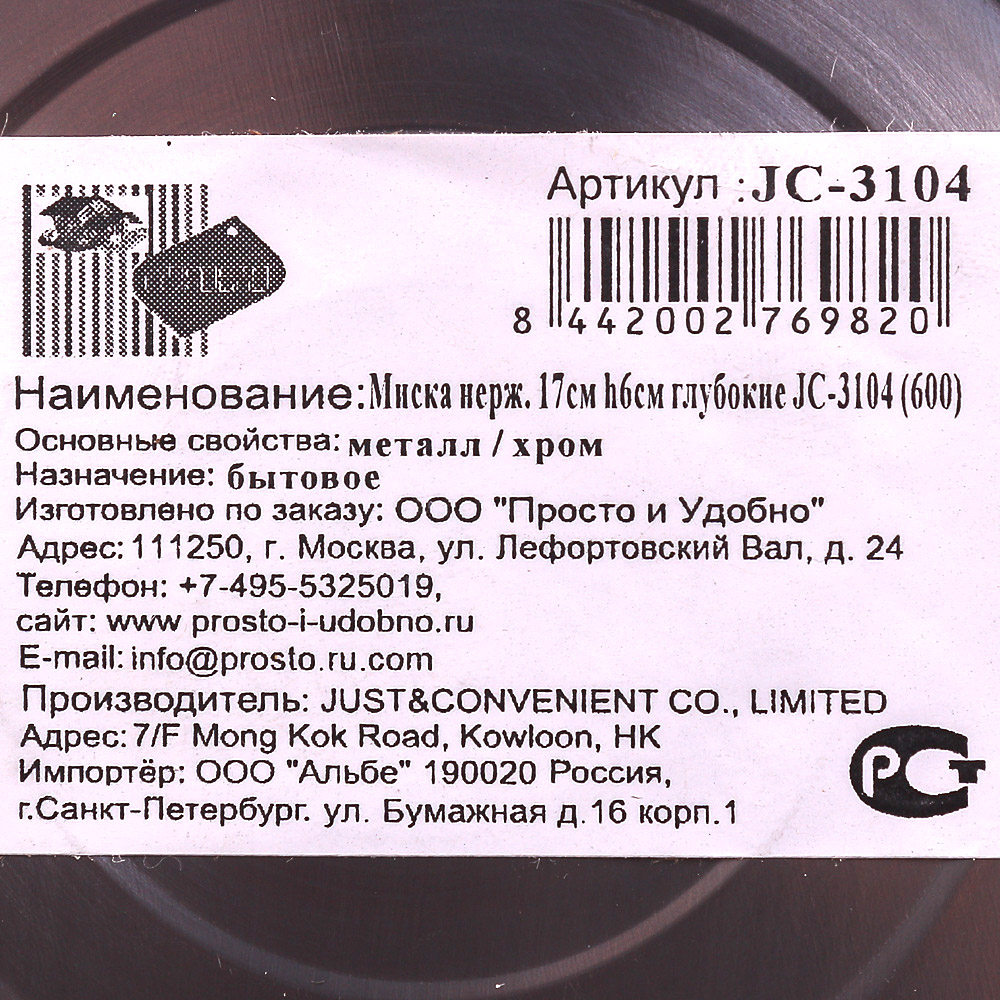 Артикул :JC-3104
8 442002 769820
Наименование:Миска нерж. 17см h6см глубокие JC-3104 (600)
Основные свойства: металл / хром
Назначение: бытовое
Изготовлено по заказу: ООО "Просто и Удобно"
Адрес: 111250, г. Москва, ул. Лефортовский Вал, д. 24
Телефон: +7-495-5325019,
сайт: www prosto-i-udobno.ru
E-mail: info@prosto.ru.com
Производитель: JUST&CONVENIENT CO., LIMITED
Адрес: 7/F Mong Kok Road, Kowloon, HK
Импортёр: ООО "Альбе" 190020 Россия,
г.Санкт-Петербург. ул. Бумажная д.16 корп.1
РСТ